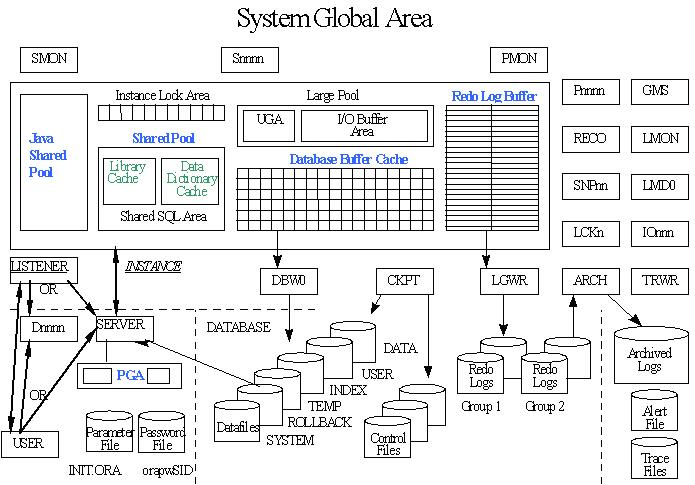 System Global Area
SMON
Snnnn
PMON
Instance Lock Area
Large Pool
Redo Log Buffer
Pnnnn
GMS
Java
Shared
Pool
Shared Pool
UGA
I/O Buffer
Area
RECO
LMON
Library
Cache
Data
Dictionary
Cache
Database Buffer Cache
SNPnn
LMD0
Shared SQL Area
LCKn
IOnnn
LISTENER
INSTANCE
OR
DBW0
CKPT
LGWR
ARCH
TRWR
Dnnnn
SERVER
DATABASE
DATA
Archived
Logs
PGA
USER
Redo
Logs
Redo
Logs
OR
INDEX
TEMP
Group 1
Group 2
Alert
File
USER
Parameter
File
Password
File
Datafiles
ROLLBACK
SYSTEM
Control
Files
INIT.ORA
orapwSID
Trace
Files